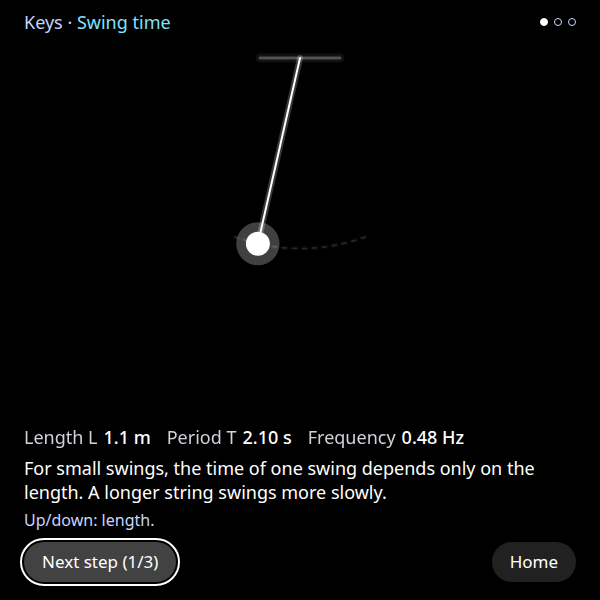 Keys · Swing time
Length L 1.1 m Period T 2.10 s Frequency 0.48 Hz
For small swings, the time of one swing depends only on the
length. A longer string swings more slowly.
Up/down: length.
Next step (1/3) Home